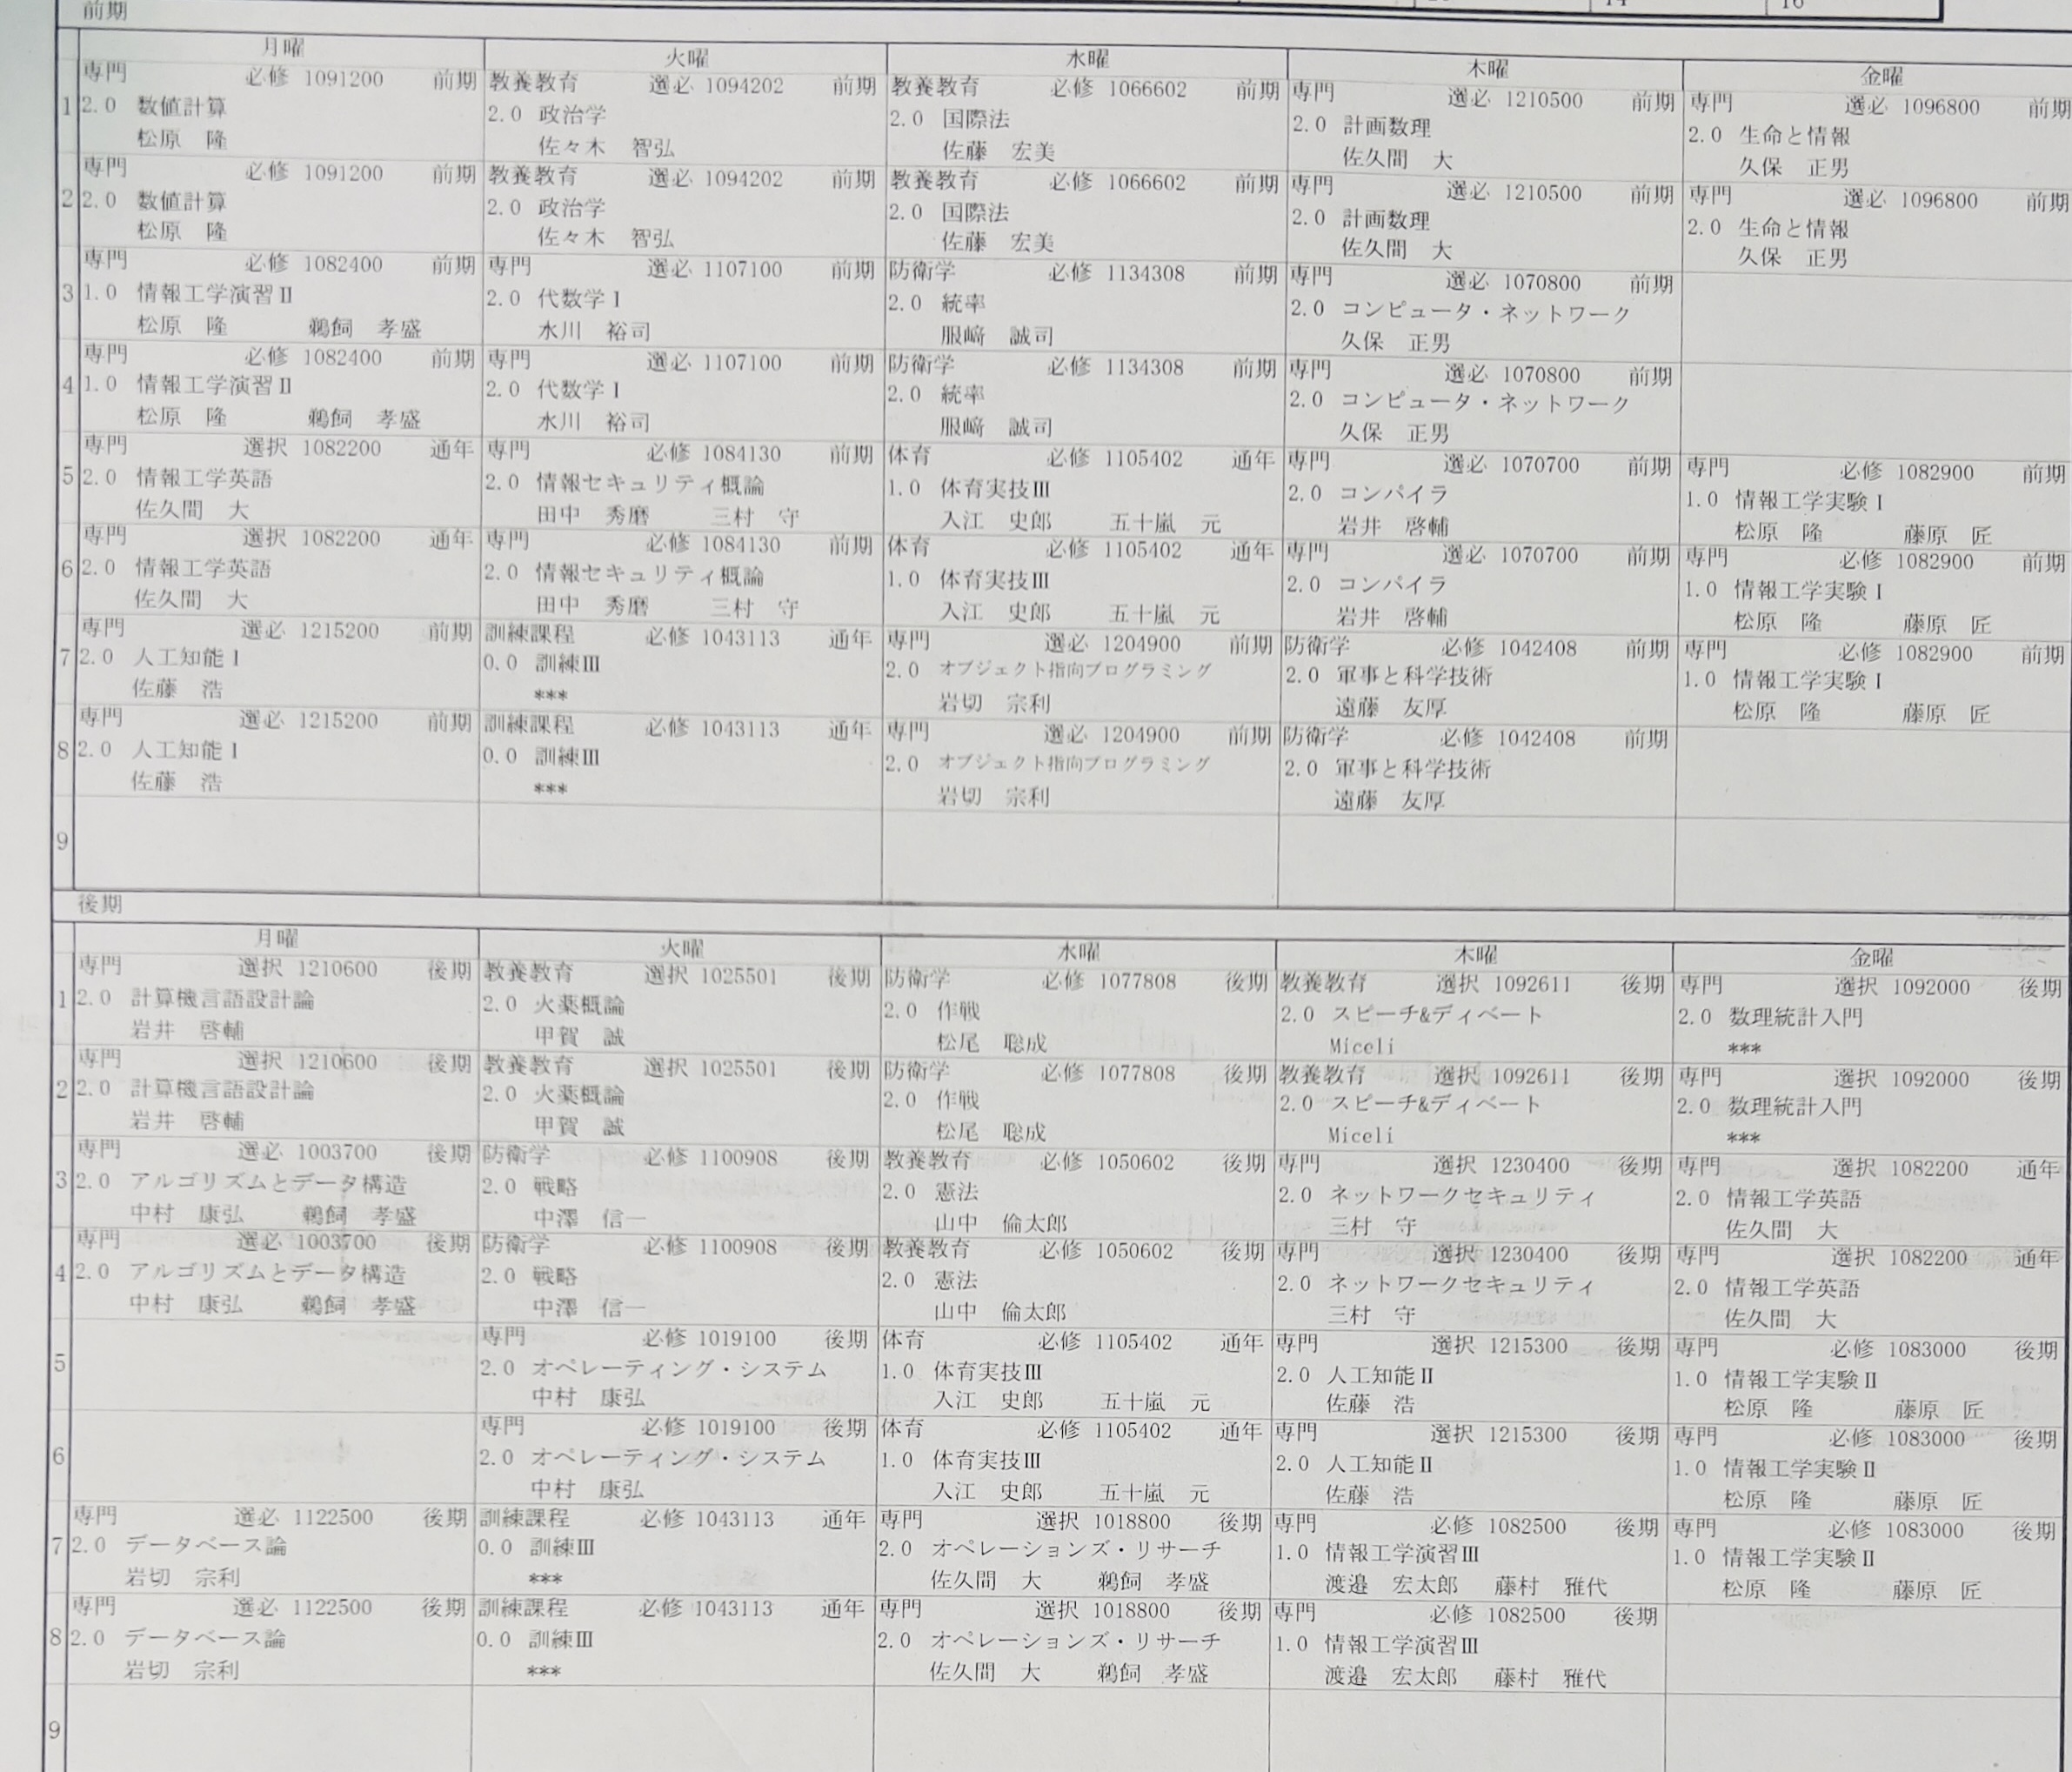 前期
月曜 火曜 水曜 木曜 金曜
1
専門 必修 1091200 前期
2.0 数値計算
松原 隆
教養教育 選必 1094202 前期
2.0 政治学
佐々木 智弘
教養教育 必修 1066602 前期
2.0 国際法
佐藤 宏美
専門 選必 1210500 前期
2.0 計画数理
佐久間 大
専門 選必 1096800 前期
2.0 生命と情報
久保 正男
2
専門 必修 1091200 前期
2.0 数値計算
松原 隆
教養教育 選必 1094202 前期
2.0 政治学
佐々木 智弘
教養教育 必修 1066602 前期
2.0 国際法
佐藤 宏美
専門 選必 1210500 前期
2.0 計画数理
佐久間 大
専門 選必 1096800 前期
2.0 生命と情報
久保 正男
3
専門 必修 1082400 前期
1.0 情報工学演習Ⅱ
松原 隆 鵜飼 孝盛
専門 選必 1107100 前期
2.0 代数学Ⅰ
水川 裕司
防衛学 必修 1134308 前期
2.0 統率
服﨑 誠司
専門 選必 1070800 前期
2.0 コンピュータ・ネットワーク
久保 正男
4
専門 必修 1082400 前期
1.0 情報工学演習Ⅱ
松原 隆 鵜飼 孝盛
専門 選必 1107100 前期
2.0 代数学Ⅰ
水川 裕司
防衛学 必修 1134308 前期
2.0 統率
服﨑 誠司
専門 選必 1070800 前期
2.0 コンピュータ・ネットワーク
久保 正男
5
専門 選択 1082200 通年
2.0 情報工学英語
佐久間 大
専門 必修 1084130 前期
2.0 情報セキュリティ概論
田中 秀磨 三村 守
体育 必修 1105402 通年
1.0 体育実技Ⅲ
入江 史郎 五十嵐 元
専門 選必 1070700 前期
2.0 コンパイラ
岩井 啓輔
専門 必修 1082900 前期
1.0 情報工学実験Ⅰ
松原 隆 藤原 匠
6
専門 選択 1082200 通年
2.0 情報工学英語
佐久間 大
専門 必修 1084130 前期
2.0 情報セキュリティ概論
田中 秀磨 三村 守
体育 必修 1105402 通年
1.0 体育実技Ⅲ
入江 史郎 五十嵐 元
専門 選必 1070700 前期
2.0 コンパイラ
岩井 啓輔
専門 必修 1082900 前期
1.0 情報工学実験Ⅰ
松原 隆 藤原 匠
7
専門 選必 1215200 前期
2.0 人工知能Ⅰ
佐藤 浩
訓練課程 必修 1043113 通年
0.0 訓練Ⅲ
***
専門 選必 1204900 前期
2.0 オブジェクト指向プログラミング
岩切 宗利
防衛学 必修 1042408 前期
2.0 軍事と科学技術
遠藤 友厚
専門 必修 1082900 前期
1.0 情報工学実験Ⅰ
松原 隆 藤原 匠
8
専門 選必 1215200 前期
2.0 人工知能Ⅰ
佐藤 浩
訓練課程 必修 1043113 通年
0.0 訓練Ⅲ
***
専門 選必 1204900 前期
2.0 オブジェクト指向プログラミング
岩切 宗利
防衛学 必修 1042408 前期
2.0 軍事と科学技術
遠藤 友厚
9
後期
月曜 火曜 水曜 木曜 金曜
1
専門 選択 1210600 後期
2.0 計算機言語設計論
岩井 啓輔
教養教育 選択 1025501 後期
2.0 火薬概論
甲賀 誠
防衛学 必修 1077808 後期
2.0 作戦
松尾 聡成
教養教育 選択 1092611 後期
2.0 スピーチ&ディベート
Miceli
専門 選択 1092000 後期
2.0 数理統計入門
***
2
専門 選択 1210600 後期
2.0 計算機言語設計論
岩井 啓輔
教養教育 選択 1025501 後期
2.0 火薬概論
甲賀 誠
防衛学 必修 1077808 後期
2.0 作戦
松尾 聡成
教養教育 選択 1092611 後期
2.0 スピーチ&ディベート
Miceli
専門 選択 1092000 後期
2.0 数理統計入門
***
3
専門 選必 1003700 後期
2.0 アルゴリズムとデータ構造
中村 康弘 鵜飼 孝盛
防衛学 必修 1100908 後期
2.0 戦略
中澤 信一
教養教育 必修 1050602 後期
2.0 憲法
山中 倫太郎
専門 選択 1230400 後期
2.0 ネットワークセキュリティ
三村 守
専門 選択 1082200 通年
2.0 情報工学英語
佐久間 大
4
専門 選必 1003700 後期
2.0 アルゴリズムとデータ構造
中村 康弘 鵜飼 孝盛
防衛学 必修 1100908 後期
2.0 戦略
中澤 信一
教養教育 必修 1050602 後期
2.0 憲法
山中 倫太郎
専門 選択 1230400 後期
2.0 ネットワークセキュリティ
三村 守
専門 選択 1082200 通年
2.0 情報工学英語
佐久間 大
5
専門 必修 1019100 後期
2.0 オペレーティング・システム
中村 康弘
体育 必修 1105402 通年
1.0 体育実技Ⅲ
入江 史郎 五十嵐 元
専門 選択 1215300 後期
2.0 人工知能Ⅱ
佐藤 浩
専門 必修 1083000 後期
1.0 情報工学実験Ⅱ
松原 隆 藤原 匠
6
専門 必修 1019100 後期
2.0 オペレーティング・システム
中村 康弘
体育 必修 1105402 通年
1.0 体育実技Ⅲ
入江 史郎 五十嵐 元
専門 選択 1215300 後期
2.0 人工知能Ⅱ
佐藤 浩
専門 必修 1083000 後期
1.0 情報工学実験Ⅱ
松原 隆 藤原 匠
7
専門 選必 1122500 後期
2.0 データベース論
岩切 宗利
訓練課程 必修 1043113 通年
0.0 訓練Ⅲ
***
専門 選択 1018800 後期
2.0 オペレーションズ・リサーチ
佐久間 大 鵜飼 孝盛
専門 必修 1082500 後期
1.0 情報工学演習Ⅲ
渡邉 宏太郎 藤村 雅代
専門 必修 1083000 後期
1.0 情報工学実験Ⅱ
松原 隆 藤原 匠
8
専門 選必 1122500 後期
2.0 データベース論
岩切 宗利
訓練課程 必修 1043113 通年
0.0 訓練Ⅲ
***
専門 選択 1018800 後期
2.0 オペレーションズ・リサーチ
佐久間 大 鵜飼 孝盛
専門 必修 1082500 後期
1.0 情報工学演習Ⅲ
渡邉 宏太郎 藤村 雅代
9